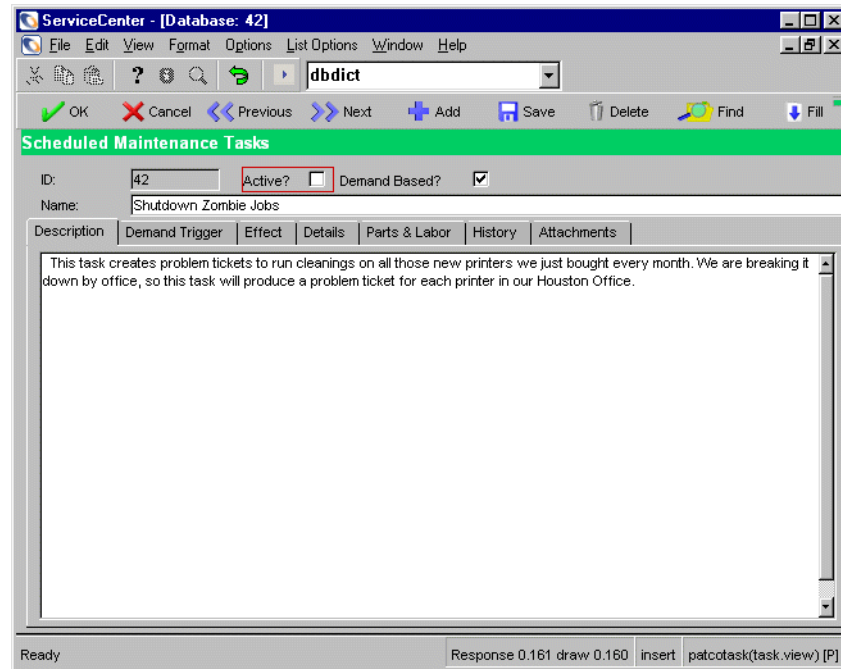 ServiceCenter - [Database: 42]
File Edit View Format Options List Options Window Help
? dbdict
OK Cancel Previous Next Add Save Delete Find Fill
Scheduled Maintenance Tasks
ID: 42 Active? Demand Based?
Name: Shutdown Zombie Jobs
Description Demand Trigger Effect Details Parts & Labor History Attachments
This task creates problem tickets to run cleanings on all those new printers we just bought every month. We are breaking it
down by office, so this task will produce a problem ticket for each printer in our Houston Office.
Ready Response 0.161 draw 0.160 insert patcotask(task.view) [P]